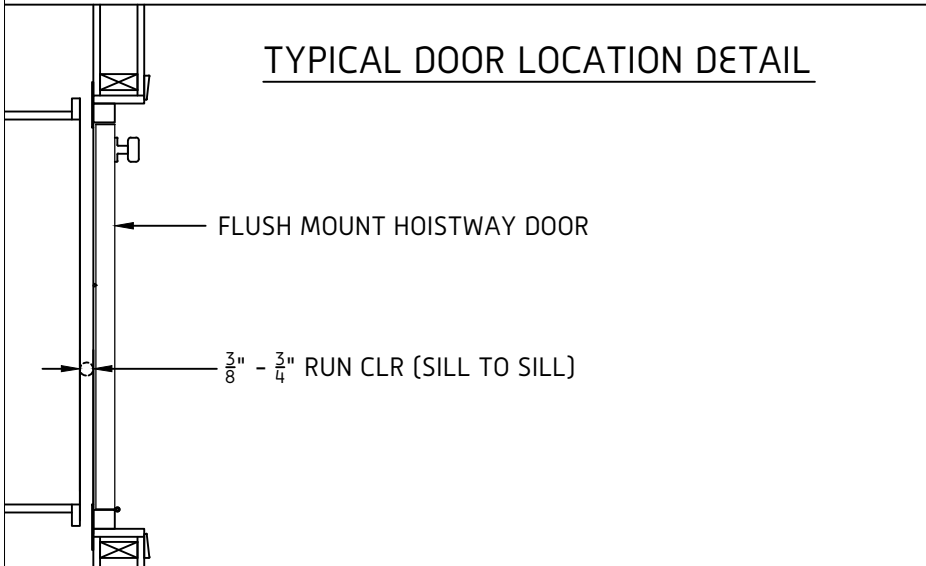 TYPICAL DOOR LOCATION DETAIL
FLUSH MOUNT HOISTWAY DOOR
3/8" - 3/4" RUN CLR (SILL TO SILL)